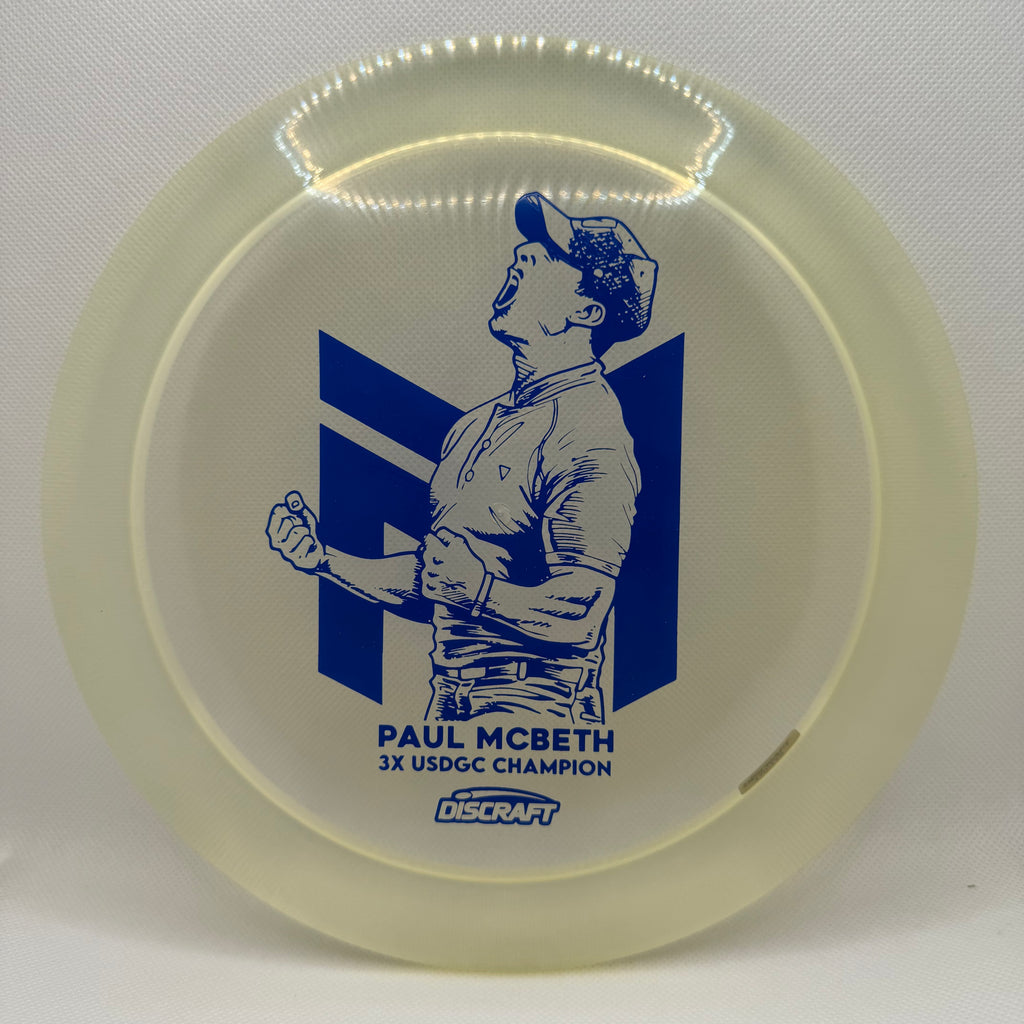 PAUL MCBETH
3X USDGC CHAMPION
DISCRAFT